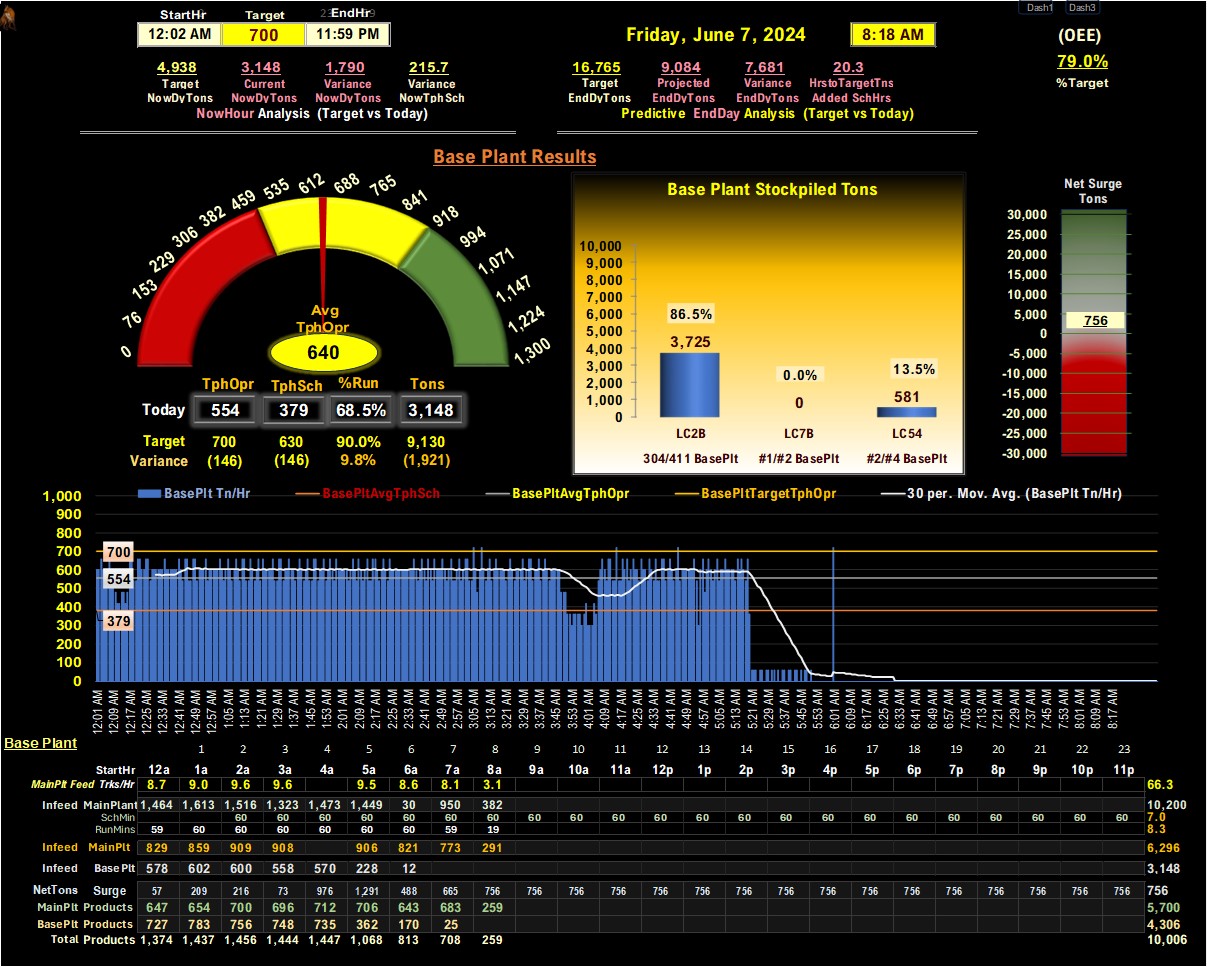 Dash1 Dash3
StartHr Target EndHr
12:02 AM 700 11:59 PM
Friday, June 7, 2024 8:18 AM
(OEE)
79.0%
%Target
4,938 3,148 1,790 215.7
Target Current Variance Variance
NowDyTons NowDyTons NowDyTons NowTphSch
NowHour Analysis (Target vs Today)
16,765 9,084 7,681 20.3
Target Projected Variance HrstoTargetTns
EndDyTons EndDyTons EndDyTons Added SchHrs
Predictive EndDay Analysis (Target vs Today)
Base Plant Results
0 76 153 229 306 382 459 535 612 688 765 841 918 994 1,071 1,147 1,224 1,300
Avg
TphOpr
640
TphOpr TphSch %Run Tons
Today 554 379 68.5% 3,148
Target 700 630 90.0% 9,130
Variance (146) (146) 9.8% (1,921)
Base Plant Stockpiled Tons
10,000
9,000
8,000
7,000
6,000
5,000
4,000
3,000
2,000
1,000
0
86.5%
3,725
0.0%
0
13.5%
581
LC2B LC7B LC54
304/411 BasePlt #1/#2 BasePlt #2/#4 BasePlt
Net Surge
Tons
30,000
25,000
20,000
15,000
10,000
5,000
0
-5,000
-10,000
-15,000
-20,000
-25,000
-30,000
756
BasePlt Tn/Hr BasePltAvgTphSch BasePltAvgTphOpr BasePltTargetTphOpr 30 per. Mov. Avg. (BasePlt Tn/Hr)
1,000
900
800
700
600
500
400
300
200
100
0
700
554
379
12:01 AM 12:09 AM 12:17 AM 12:25 AM 12:33 AM 12:41 AM 12:49 AM 12:57 AM 1:05 AM 1:13 AM 1:21 AM 1:29 AM 1:37 AM 1:45 AM 1:53 AM 2:01 AM 2:09 AM 2:17 AM 2:25 AM 2:33 AM 2:41 AM 2:49 AM 2:57 AM 3:05 AM 3:13 AM 3:21 AM 3:29 AM 3:37 AM 3:45 AM 3:53 AM 4:01 AM 4:09 AM 4:17 AM 4:25 AM 4:33 AM 4:41 AM 4:49 AM 4:57 AM 5:05 AM 5:13 AM 5:21 AM 5:29 AM 5:37 AM 5:45 AM 5:53 AM 6:01 AM 6:09 AM 6:17 AM 6:25 AM 6:33 AM 6:41 AM 6:49 AM 6:57 AM 7:05 AM 7:13 AM 7:21 AM 7:29 AM 7:37 AM 7:45 AM 7:53 AM 8:01 AM 8:09 AM 8:17 AM
Base Plant
1 2 3 4 5 6 7 8 9 10 11 12 13 14 15 16 17 18 19 20 21 22 23
StartHr 12a 1a 2a 3a 4a 5a 6a 7a 8a 9a 10a 11a 12p 1p 2p 3p 4p 5p 6p 7p 8p 9p 10p 11p
MainPlt Feed Trks/Hr 8.7 9.0 9.6 9.6 9.5 8.6 8.1 3.1 66.3
Infeed MainPlant 1,464 1,613 1,516 1,323 1,473 1,449 30 950 382 10,200
SchMin 60 60 60 60 60 60 60 60 60 60 60 60 60 60 60 60 60 60 60 60 60 60 7.0
RunMins 59 60 60 60 60 60 60 59 19 8.3
Infeed MainPlt 829 859 909 908 906 821 773 291 6,296
Infeed BasePlt 578 602 600 558 570 228 12 3,148
NetTons Surge 57 209 216 73 976 1,291 488 665 756 756 756 756 756 756 756 756 756 756 756 756 756 756 756 756 756
MainPlt Products 647 654 700 696 712 706 643 683 259 5,700
BasePlt Products 727 783 756 748 735 362 170 25 4,306
Total Products 1,374 1,437 1,456 1,444 1,447 1,068 813 708 259 10,006